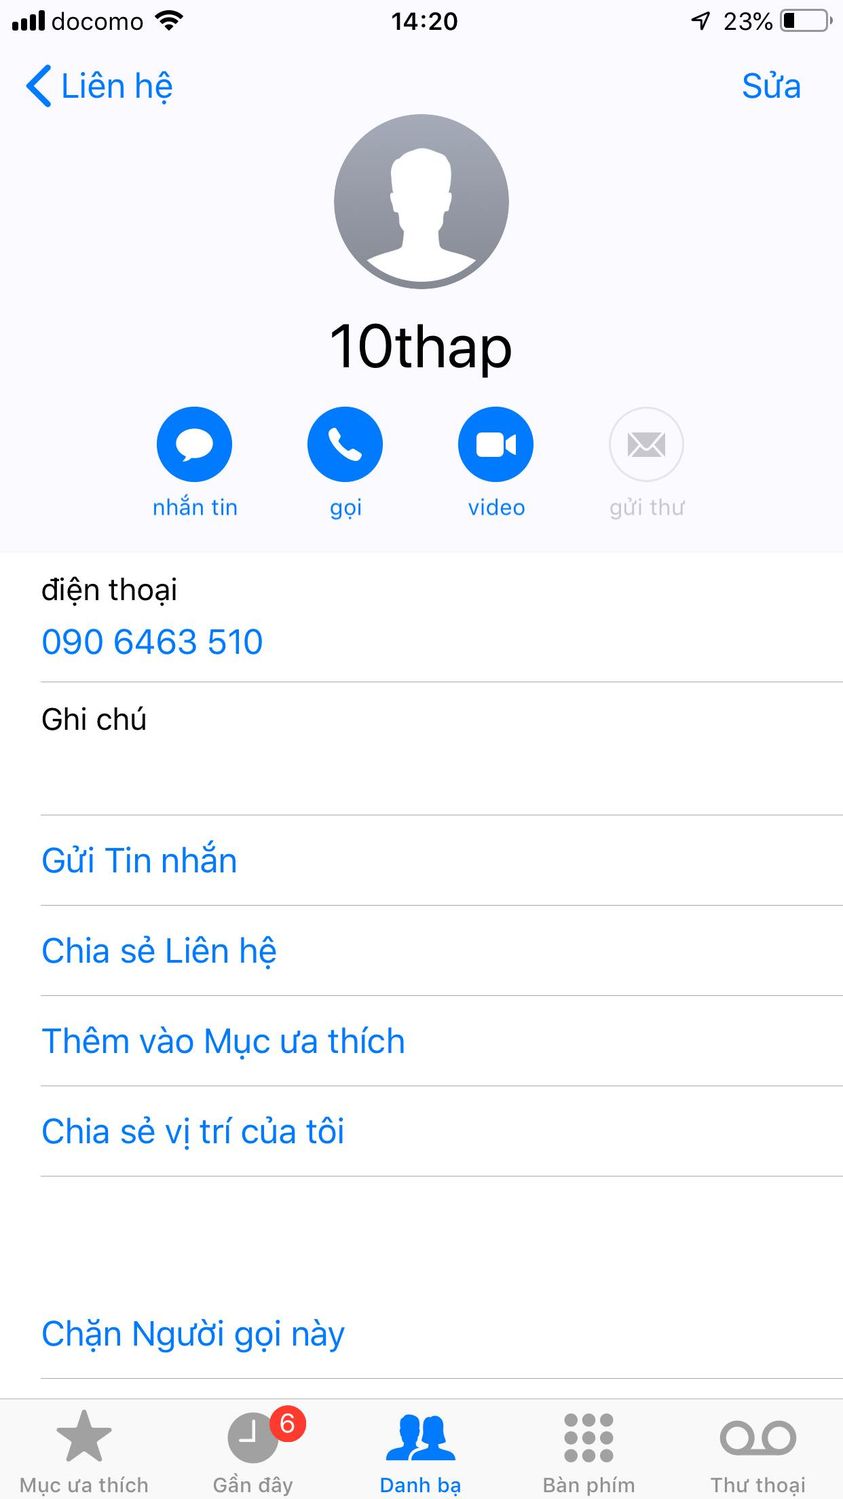 docomo 14:20 23%
Liên hệ Sửa
10thap
nhắn tin gọi video gửi thư
điện thoại
090 6463 510
Ghi chú
Gửi Tin nhắn
Chia sẻ Liên hệ
Thêm vào Mục ưa thích
Chia sẻ vị trí của tôi
Chặn Người gọi này
6
Mục ưa thích Gần đây Danh bạ Bàn phím Thư thoại